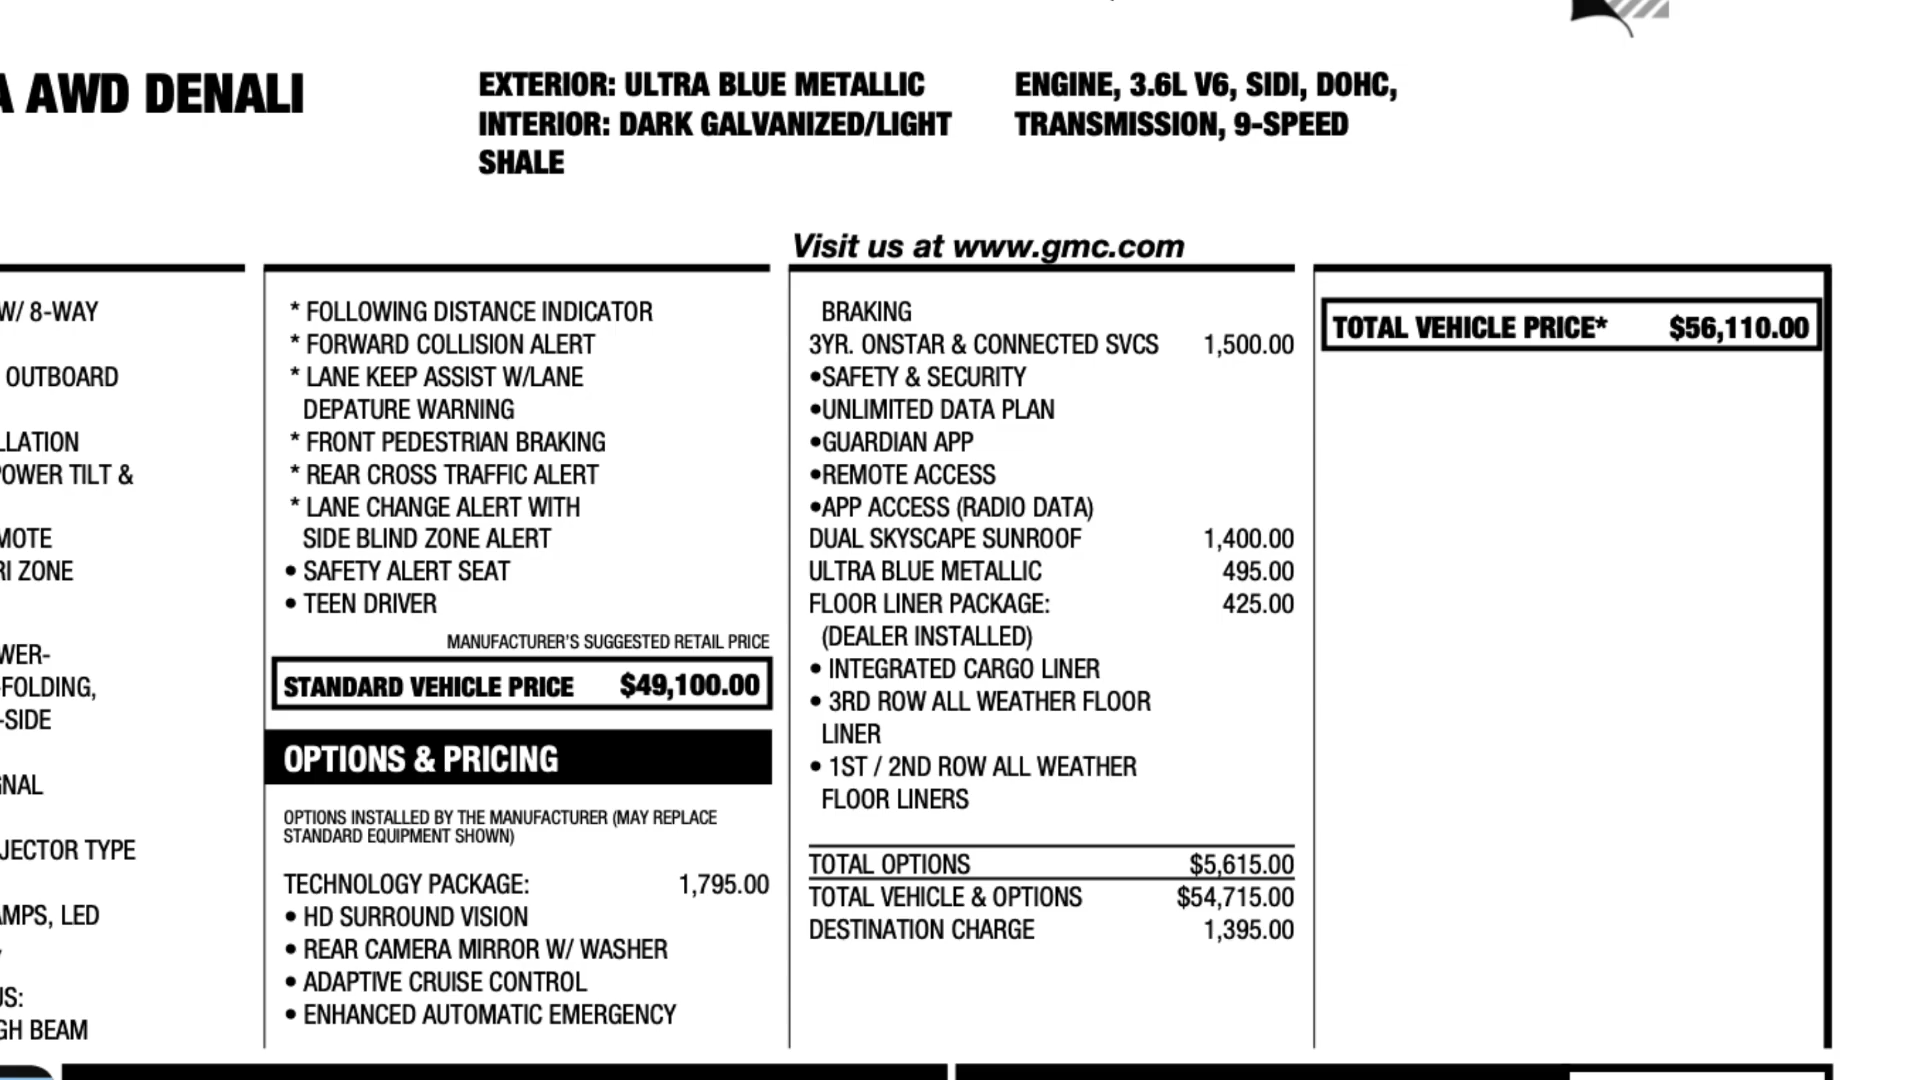 AWD DENALI
EXTERIOR: ULTRA BLUE METALLIC
INTERIOR: DARK GALVANIZED/LIGHT
SHALE
ENGINE, 3.6L V6, SIDI, DOHC,
TRANSMISSION, 9-SPEED
Visit us at www.gmc.com
W/ 8-WAY
OUTBOARD
POWER TILT &
ZONE
-FOLDING,
-SIDE
TYPE
LED
BEAM
* FOLLOWING DISTANCE INDICATOR
* FORWARD COLLISION ALERT
* LANE KEEP ASSIST W/LANE
DEPATURE WARNING
* FRONT PEDESTRIAN BRAKING
* REAR CROSS TRAFFIC ALERT
* LANE CHANGE ALERT WITH
SIDE BLIND ZONE ALERT
• SAFETY ALERT SEAT
• TEEN DRIVER
MANUFACTURER'S SUGGESTED RETAIL PRICE
STANDARD VEHICLE PRICE $49,100.00
OPTIONS & PRICING
OPTIONS INSTALLED BY THE MANUFACTURER (MAY REPLACE
STANDARD EQUIPMENT SHOWN)
TECHNOLOGY PACKAGE: 1,795.00
• HD SURROUND VISION
• REAR CAMERA MIRROR W/ WASHER
• ADAPTIVE CRUISE CONTROL
• ENHANCED AUTOMATIC EMERGENCY
BRAKING
3YR. ONSTAR & CONNECTED SVCS 1,500.00
•SAFETY & SECURITY
•UNLIMITED DATA PLAN
•GUARDIAN APP
•REMOTE ACCESS
•APP ACCESS (RADIO DATA)
DUAL SKYSCAPE SUNROOF 1,400.00
ULTRA BLUE METALLIC 495.00
FLOOR LINER PACKAGE: 425.00
(DEALER INSTALLED)
• INTEGRATED CARGO LINER
• 3RD ROW ALL WEATHER FLOOR
LINER
• 1ST / 2ND ROW ALL WEATHER
FLOOR LINERS
TOTAL OPTIONS $5,615.00
TOTAL VEHICLE & OPTIONS $54,715.00
DESTINATION CHARGE 1,395.00
TOTAL VEHICLE PRICE* $56,110.00